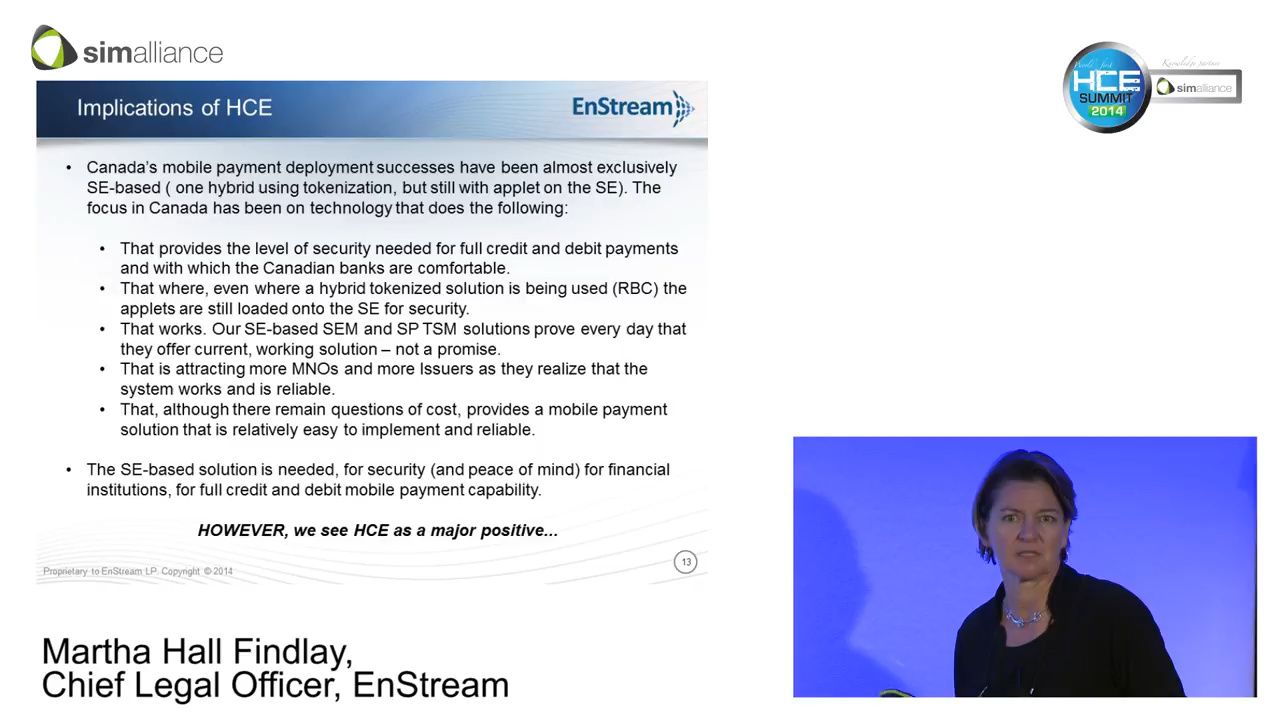 simalliance
World's first
HCE
SUMMIT
2014
Knowledge partner
simalliance
Implications of HCE
EnStream
• Canada's mobile payment deployment successes have been almost exclusively
SE-based ( one hybrid using tokenization, but still with applet on the SE). The
focus in Canada has been on technology that does the following:
• That provides the level of security needed for full credit and debit payments
and with which the Canadian banks are comfortable.
• That where, even where a hybrid tokenized solution is being used (RBC) the
applets are still loaded onto the SE for security.
• That works. Our SE-based SEM and SP TSM solutions prove every day that
they offer current, working solution – not a promise.
• That is attracting more MNOs and more Issuers as they realize that the
system works and is reliable.
• That, although there remain questions of cost, provides a mobile payment
solution that is relatively easy to implement and reliable.
• The SE-based solution is needed, for security (and peace of mind) for financial
institutions, for full credit and debit mobile payment capability.
HOWEVER, we see HCE as a major positive...
Proprietary to EnStream LP. Copyright © 2014
13
Martha Hall Findlay,
Chief Legal Officer, EnStream